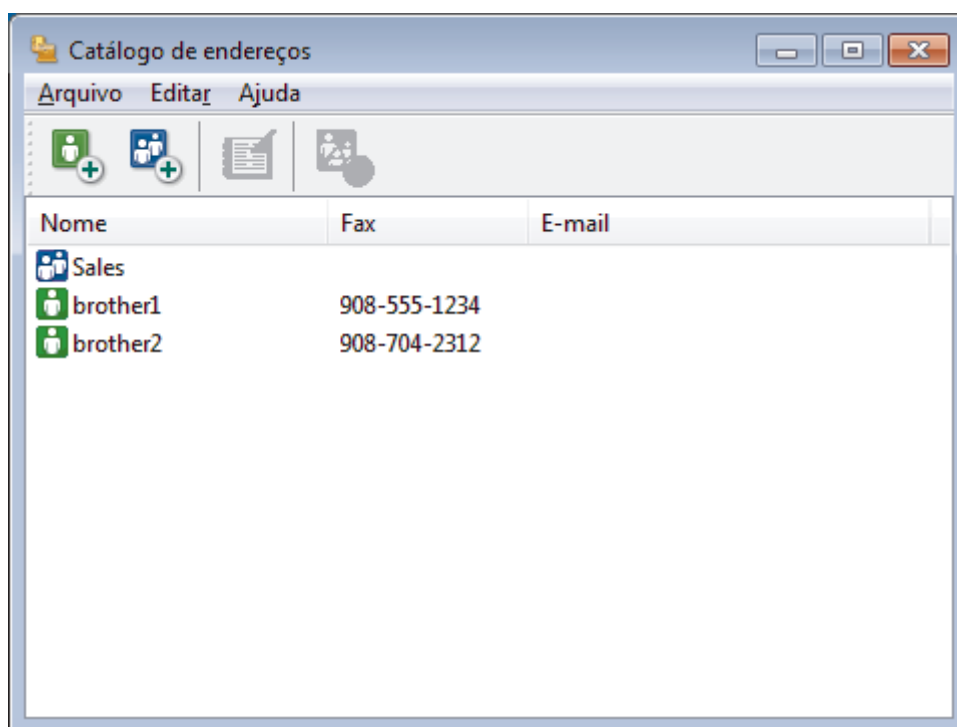 Catálogo de endereços
Arquivo Editar Ajuda
Nome Fax E-mail
Sales
brother1 908-555-1234
brother2 908-704-2312